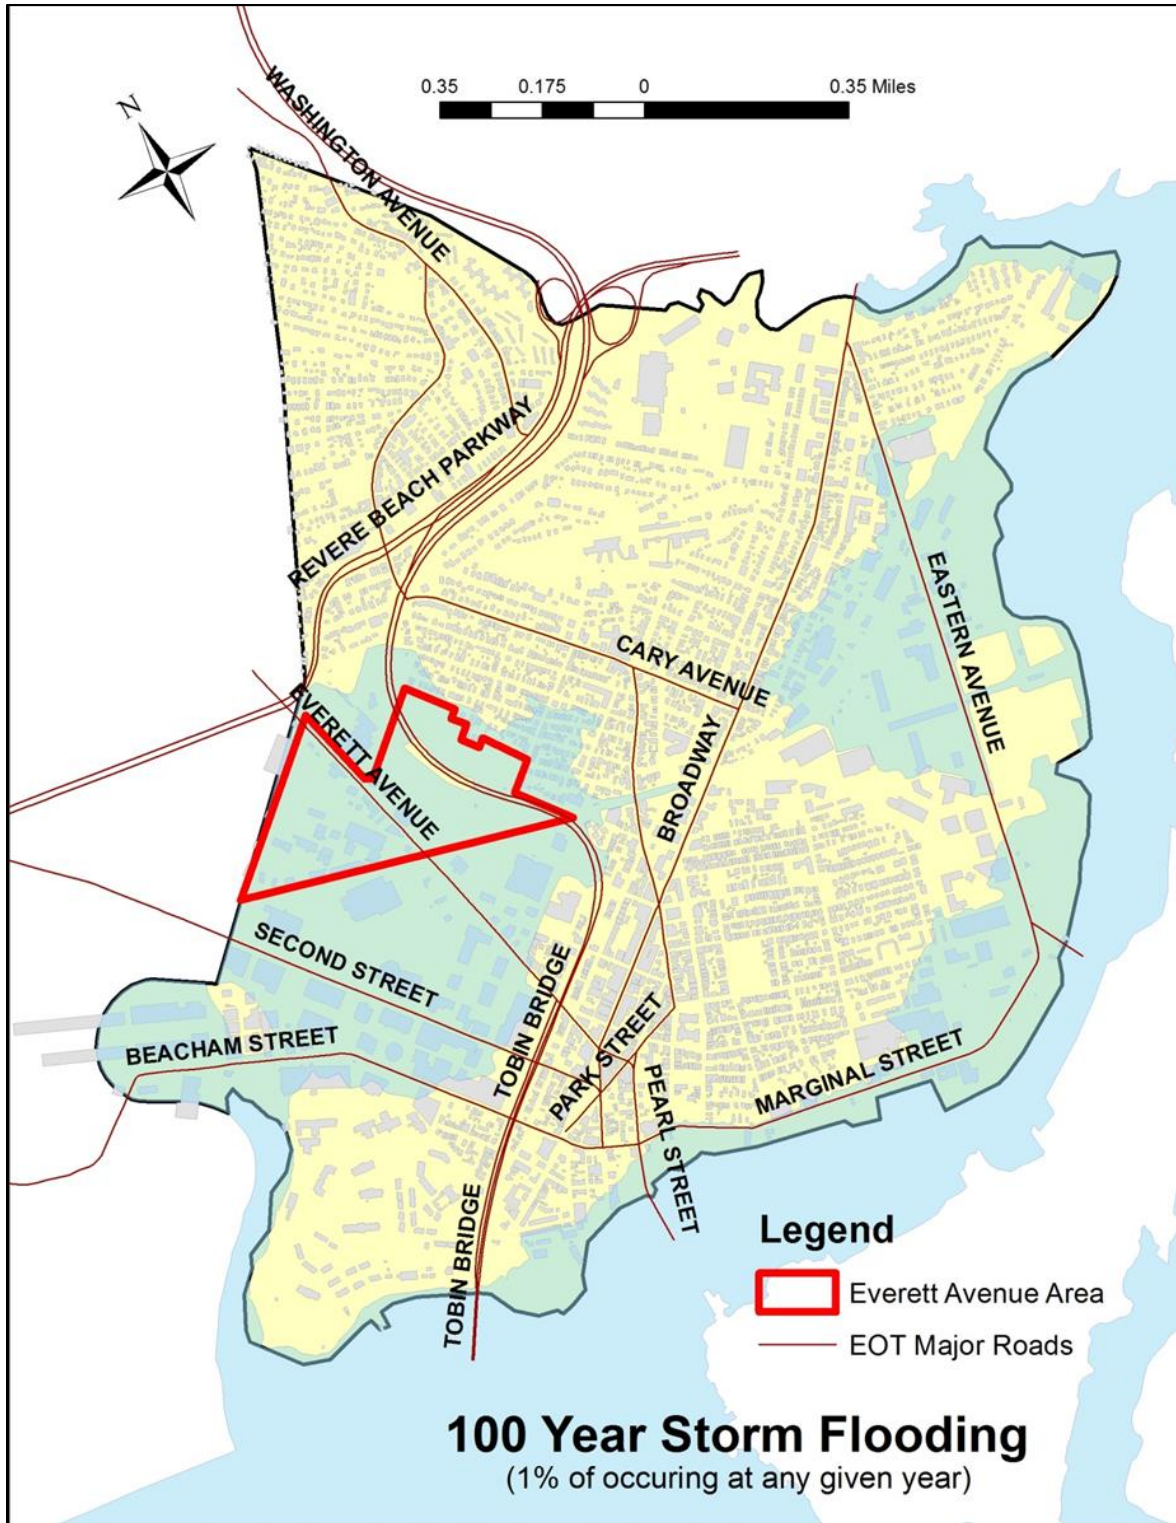 0.35 0.175 0 0.35 Miles
N
WASHINGTON AVENUE
REVERE BEACH PARKWAY
EASTERN AVENUE
CARY AVENUE
EVERETT AVENUE
BROADWAY
SECOND STREET
TOBIN BRIDGE
PARK STREET
BEACHAM STREET
MARGINAL STREET
PEARL STREET
TOBIN BRIDGE
Legend
Everett Avenue Area
EOT Major Roads
100 Year Storm Flooding
(1% of occuring at any given year)